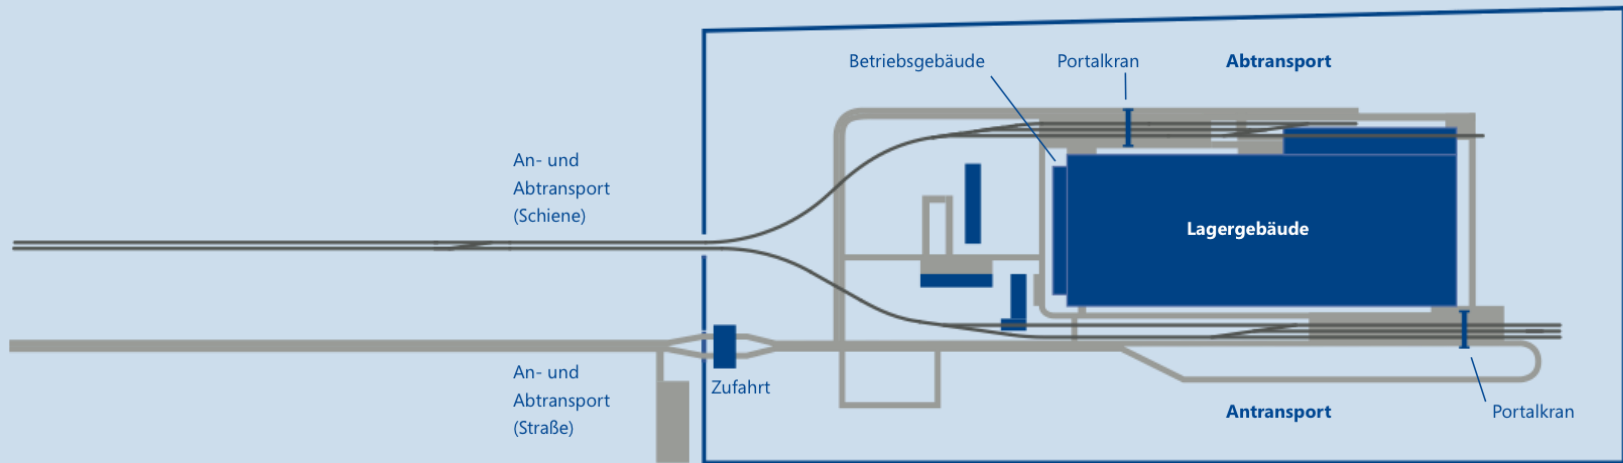 Betriebsgebäude
Portalkran
Abtransport
An- und
Abtransport
(Schiene)
Lagergebäude
An- und
Abtransport
(Straße)
Zufahrt
Antransport
Portalkran